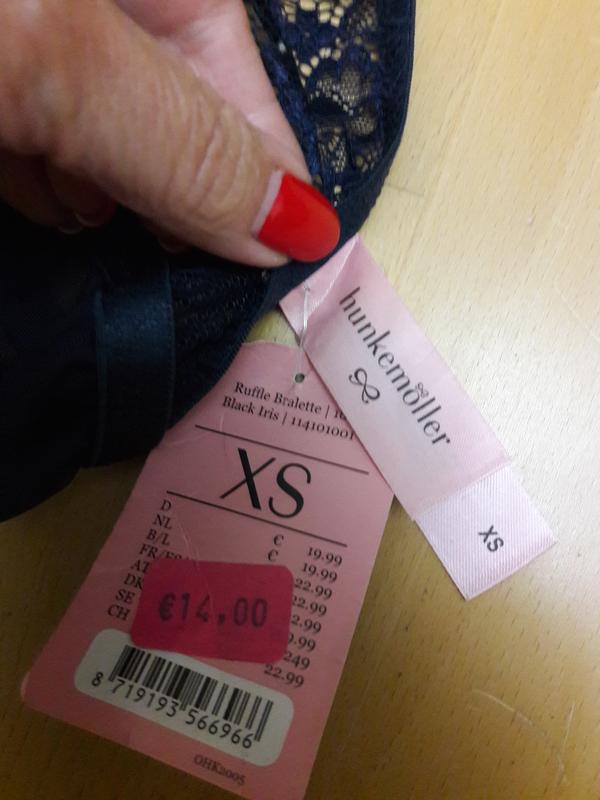 hunkemöller
XS
Ruffle Bralette |
Black Iris | 114101001
XS
D € 19.99
NL € 19.99
B/L 22.99
22.99
AT
DK
SE 249
CH 22.99
€14,00
8 719193 566966
OHK2005